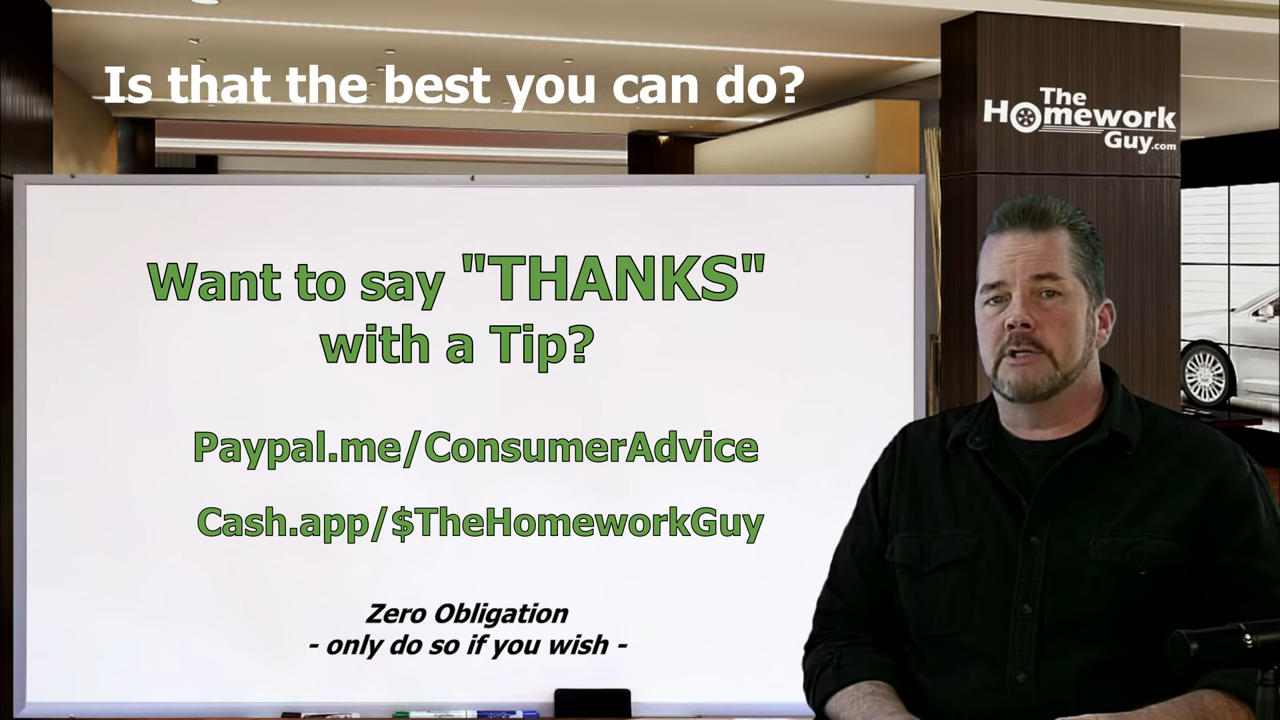 Is that the best you can do?
The
Homework
Guy.com
Want to say "THANKS"
with a Tip?
Paypal.me/ConsumerAdvice
Cash.app/$TheHomeworkGuy
Zero Obligation
- only do so if you wish -